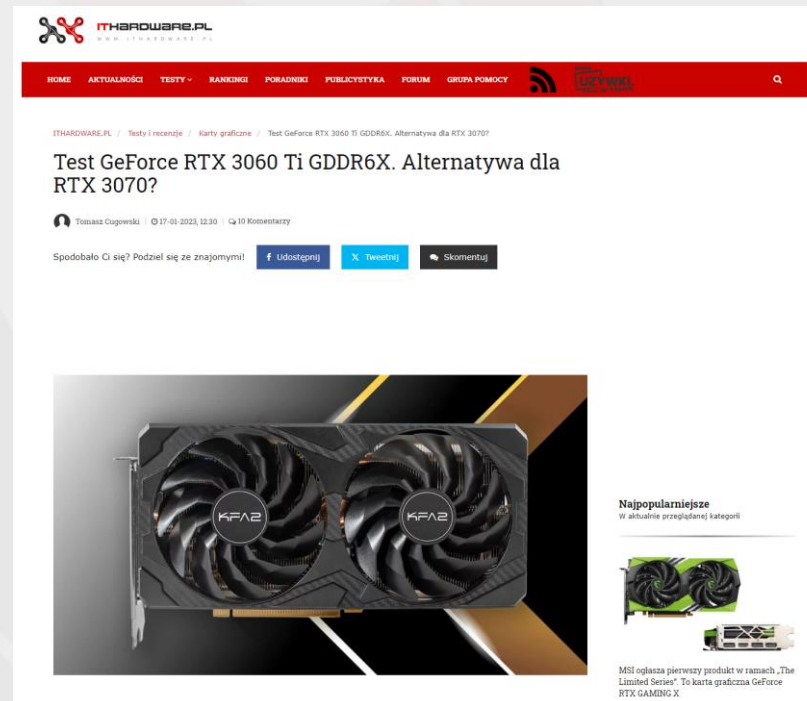 ITHARDWARE.PL
WWW.ITHARDWARE.PL
HOME AKTUALNOŚCI TESTY RANKINGI PORADNIKI PUBLICYSTYKA FORUM GRUPA POMOCY UŻYWKI
ITHARDWARE.PL / Testy i recenzje / Karty graficzne / Test GeForce RTX 3060 Ti GDDR6X. Alternatywa dla RTX 3070?
Test GeForce RTX 3060 Ti GDDR6X. Alternatywa dla
RTX 3070?
Tomasz Cugowski 17-01-2023, 12:30 10 Komentarzy
Spodobało Ci się? Podziel się ze znajomymi! Udostępnij Tweetnij Skomentuj
KFA2 KFA2
Najpopularniejsze
W aktualnie przeglądanej kategorii
MSI ogłasza pierwszy produkt w ramach „The
Limited Series”. To karta graficzna GeForce
RTX GAMING X